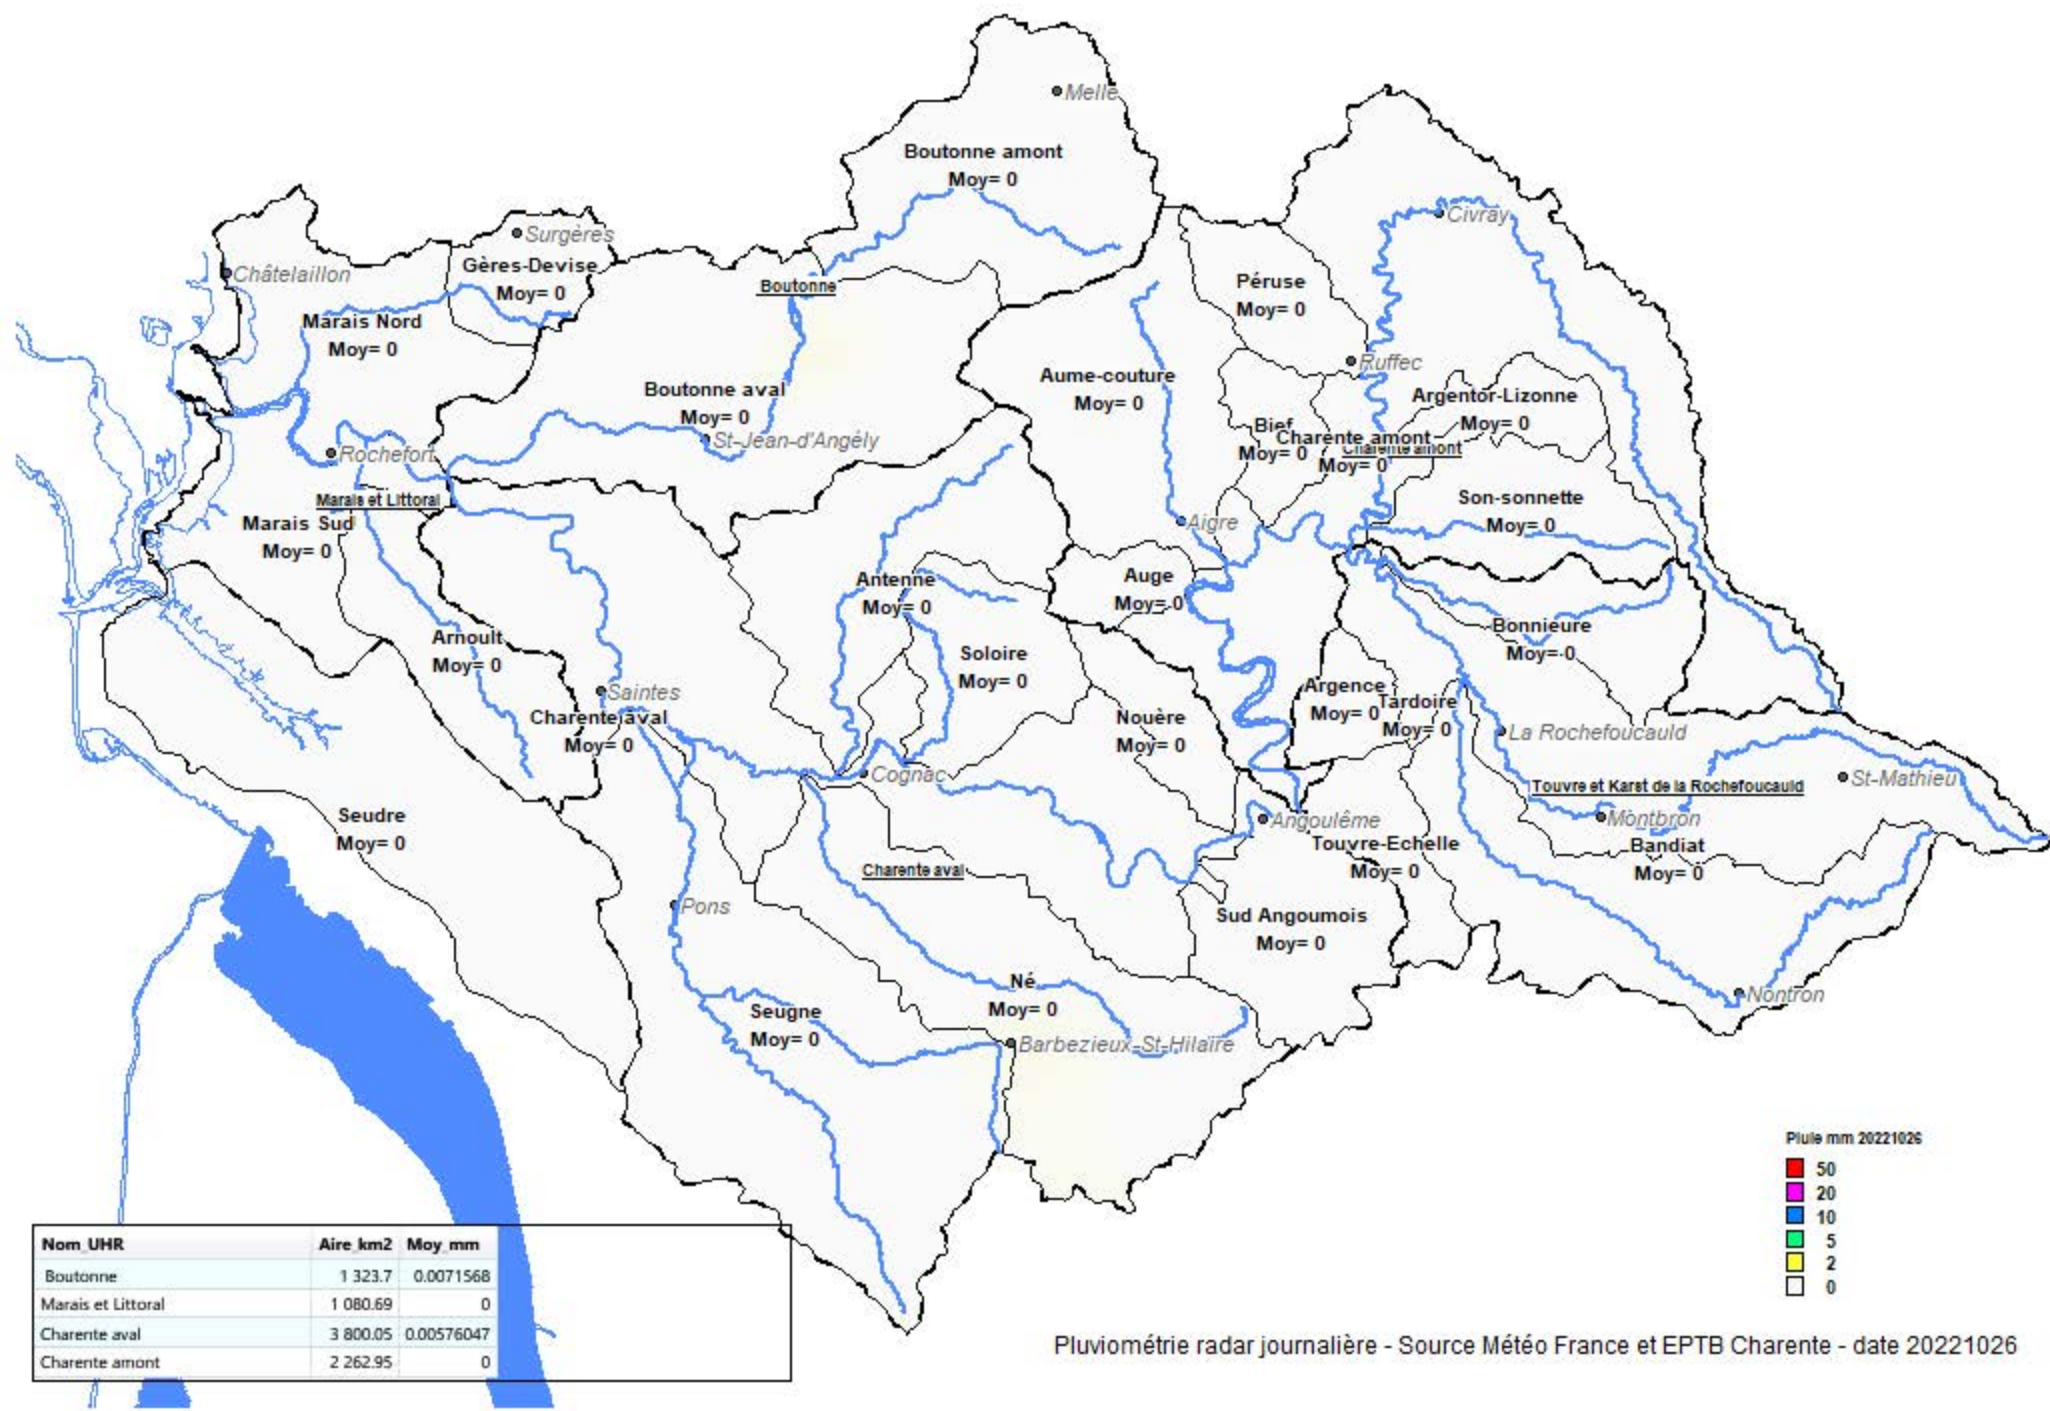 Melle
Boutonne amont
Moy= 0
Civray
Surgères
Gères-Devise
Moy= 0
Châtelaillon
Boutonne
Péruse
Moy= 0
Marais Nord
Moy= 0
Ruffec
Aume-couture
Moy= 0
Boutonne aval
Moy= 0
Argentor-Lizonne
Moy= 0
St-Jean-d'Angély
Bief
Moy= 0
Charente amont
Moy= 0
Charente amont
Rochefort
Marais et Littoral
Son-sonnette
Moy= 0
Marais Sud
Moy= 0
Aigre
Antenne
Moy= 0
Auge
Moy= 0
Bonnieure
Moy= 0
Arnoult
Moy= 0
Soloire
Moy= 0
Saintes
Argence
Moy= 0
Tardoire
Moy= 0
Charente aval
Moy= 0
Nouère
Moy= 0
La Rochefoucauld
Cognac
St-Mathieu
Touvre et Karst de la Rochefoucauld
Seudre
Moy= 0
Angoulême
Montbron
Touvre-Echelle
Moy= 0
Bandiat
Moy= 0
Charente aval
Pons
Sud Angoumois
Moy= 0
Né
Moy= 0
Nontron
Seugne
Moy= 0
Barbezieux-St-Hilaire
Pluie mm 20221026
50
20
10
5
2
0
Nom_UHR Aire_km2 Moy_mm
Boutonne 1 323.7 0.0071568
Marais et Littoral 1 080.69 0
Charente aval 3 800.05 0.00576047
Charente amont 2 262.95 0
Pluviométrie radar journalière - Source Météo France et EPTB Charente - date 20221026